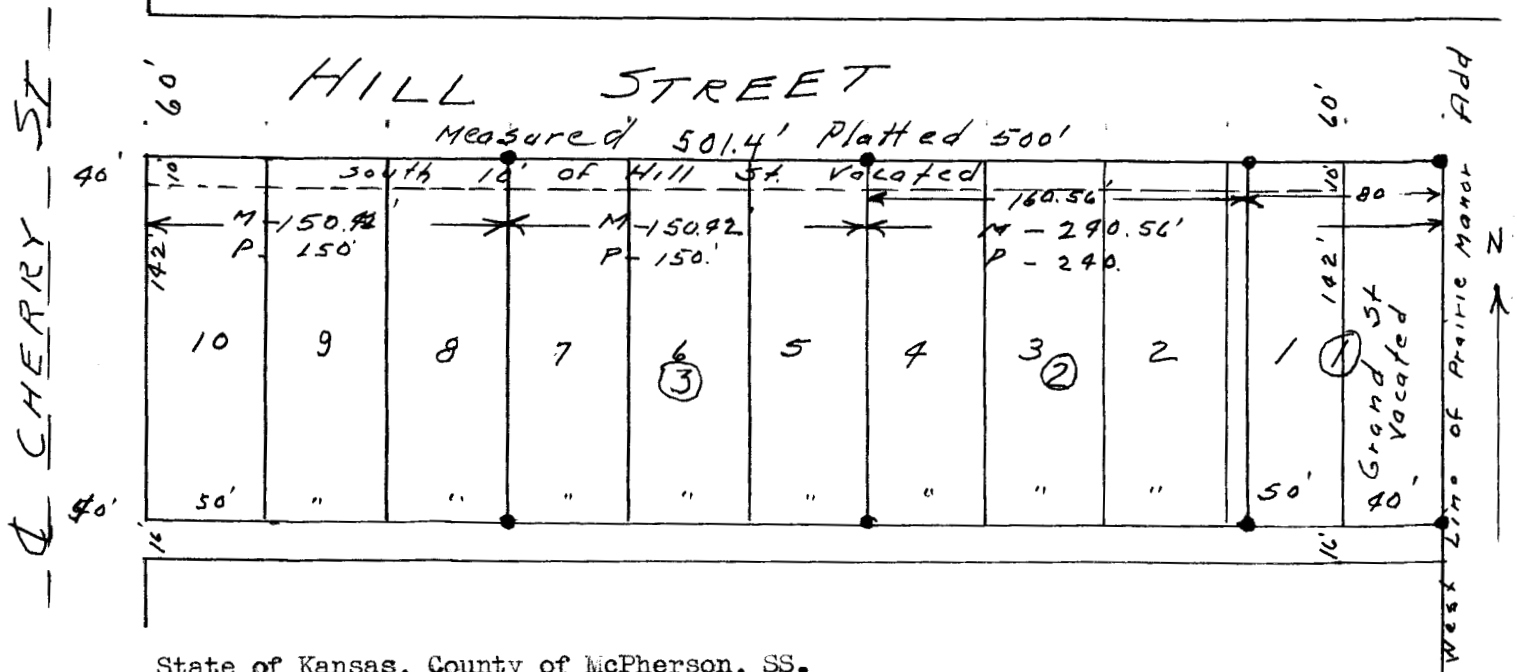 ℄ CHERRY ST
60'
HILL STREET
60'
Measured 501.4' Platted 500'
40'
10'
South 10' of Hill St. Vacated
10'
160.56'
80
M-150.42'
P- 150'
M-150.42'
P- 150.'
M - 240.56'
P - 240.
142'
142'
10 9 8 7 6 5 4 3 2 1
3 2 1
Grand St
Vacated
40'
50' " " " " " " " " 50' 40'
16'
16'
West Line of Prairie Manor Add
N
State of Kansas, County of McPherson, SS.